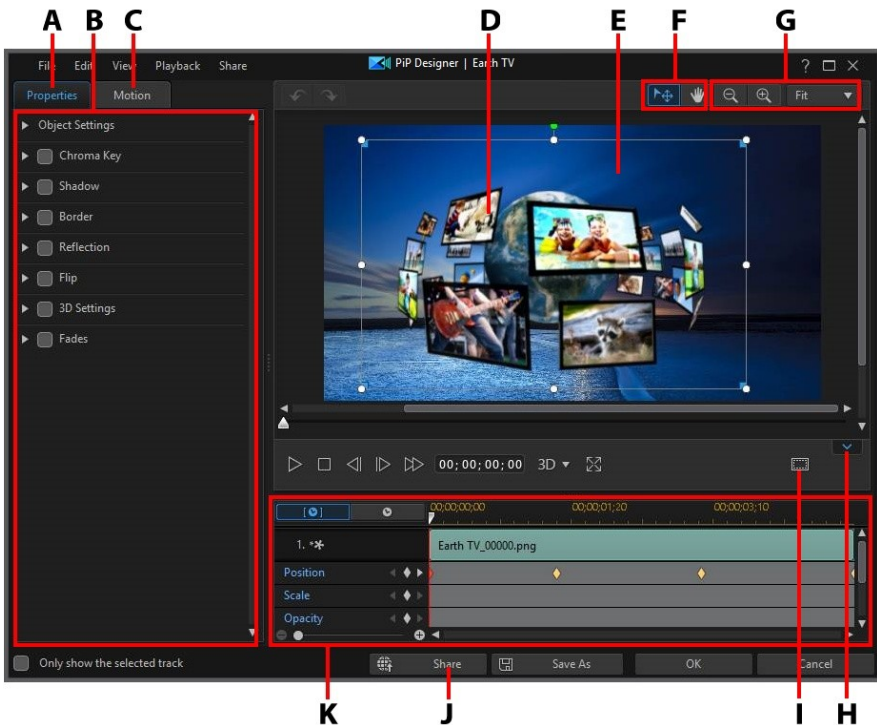 A B C D E F G
File Edit View Playback Share PiP Designer | Earth TV ?
Properties Motion
Fit
Object Settings
Chroma Key
Shadow
Border
Reflection
Flip
3D Settings
Fades
00;00;00;00 3D
00;00;00;00 00;00;01;20 00;00;03;10
1. Earth TV_00000.png
Position
Scale
Opacity
Only show the selected track Share Save As OK Cancel
K J I H